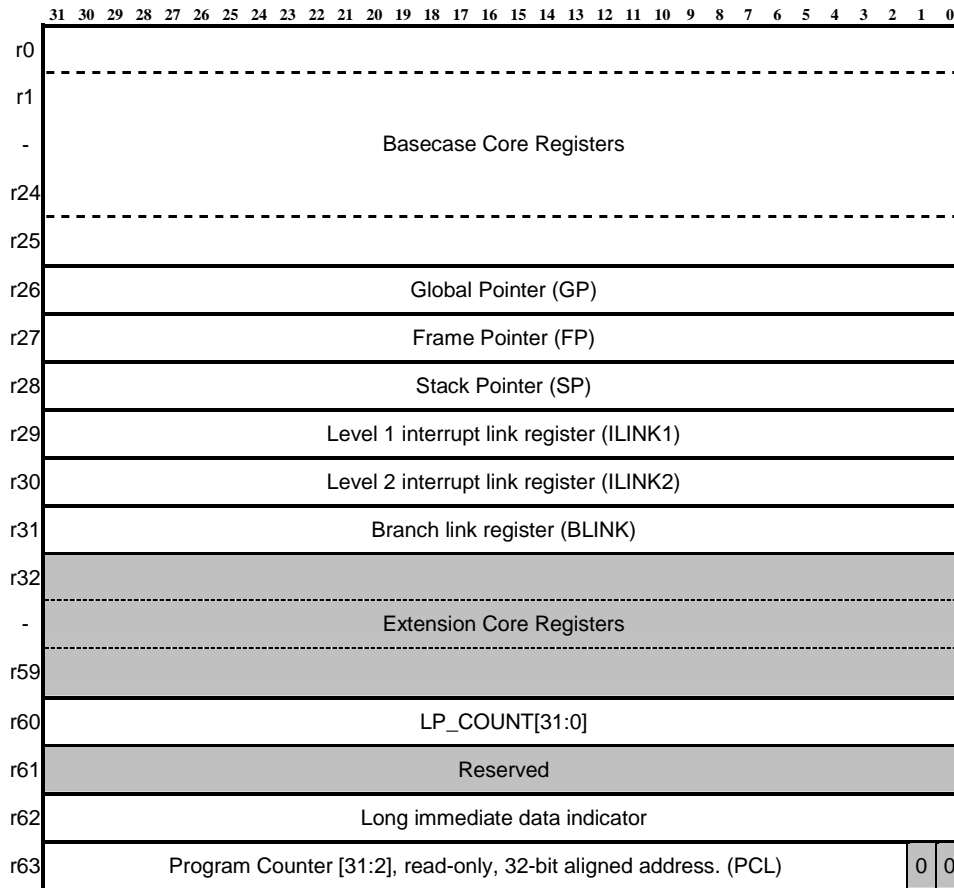 31 30 29 28 27 26 25 24 23 22 21 20 19 18 17 16 15 14 13 12 11 10 9 8 7 6 5 4 3 2 1 0
r0
r1
- Basecase Core Registers
r24
r25
r26 Global Pointer (GP)
r27 Frame Pointer (FP)
r28 Stack Pointer (SP)
r29 Level 1 interrupt link register (ILINK1)
r30 Level 2 interrupt link register (ILINK2)
r31 Branch link register (BLINK)
r32
- Extension Core Registers
r59
r60 LP_COUNT[31:0]
r61 Reserved
r62 Long immediate data indicator
r63 Program Counter [31:2], read-only, 32-bit aligned address. (PCL) 0 0